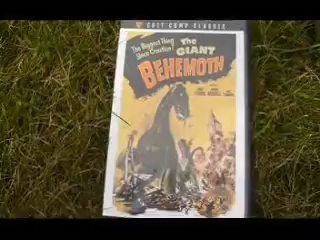 CULT CAMP CLASSICS
The Biggest Thing
Since Creation!
The
GIANT
BEHEMOTH